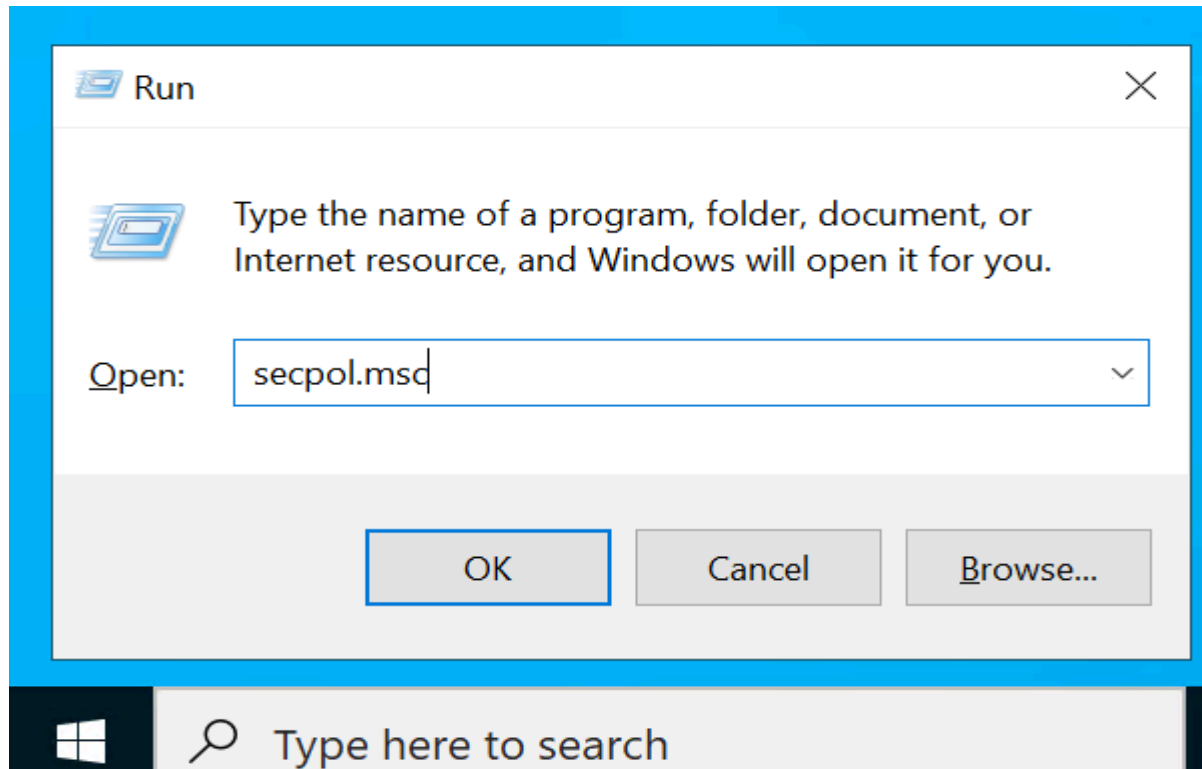 Run
Type the name of a program, folder, document, or
Internet resource, and Windows will open it for you.
Open: secpol.msc
OK Cancel Browse...
Type here to search